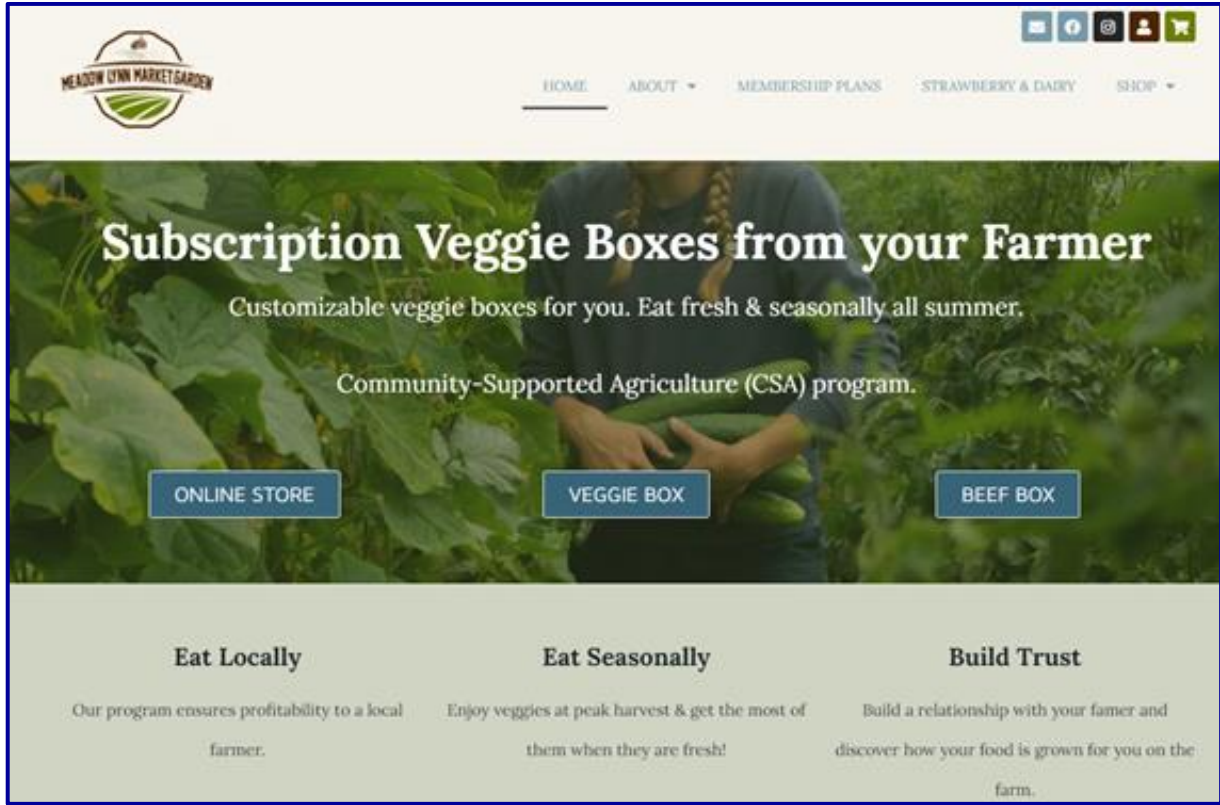 MEADOW LYNN MARKET GARDEN
HOME ABOUT MEMBERSHIP PLANS STRAWBERRY & DAIRY SHOP
Subscription Veggie Boxes from your Farmer
Customizable veggie boxes for you. Eat fresh & seasonally all summer.
Community-Supported Agriculture (CSA) program.
ONLINE STORE VEGGIE BOX BEEF BOX
Eat Locally Eat Seasonally Build Trust
Our program ensures profitability to a local
farmer.
Enjoy veggies at peak harvest & get the most of
them when they are fresh!
Build a relationship with your famer and
discover how your food is grown for you on the
farm.